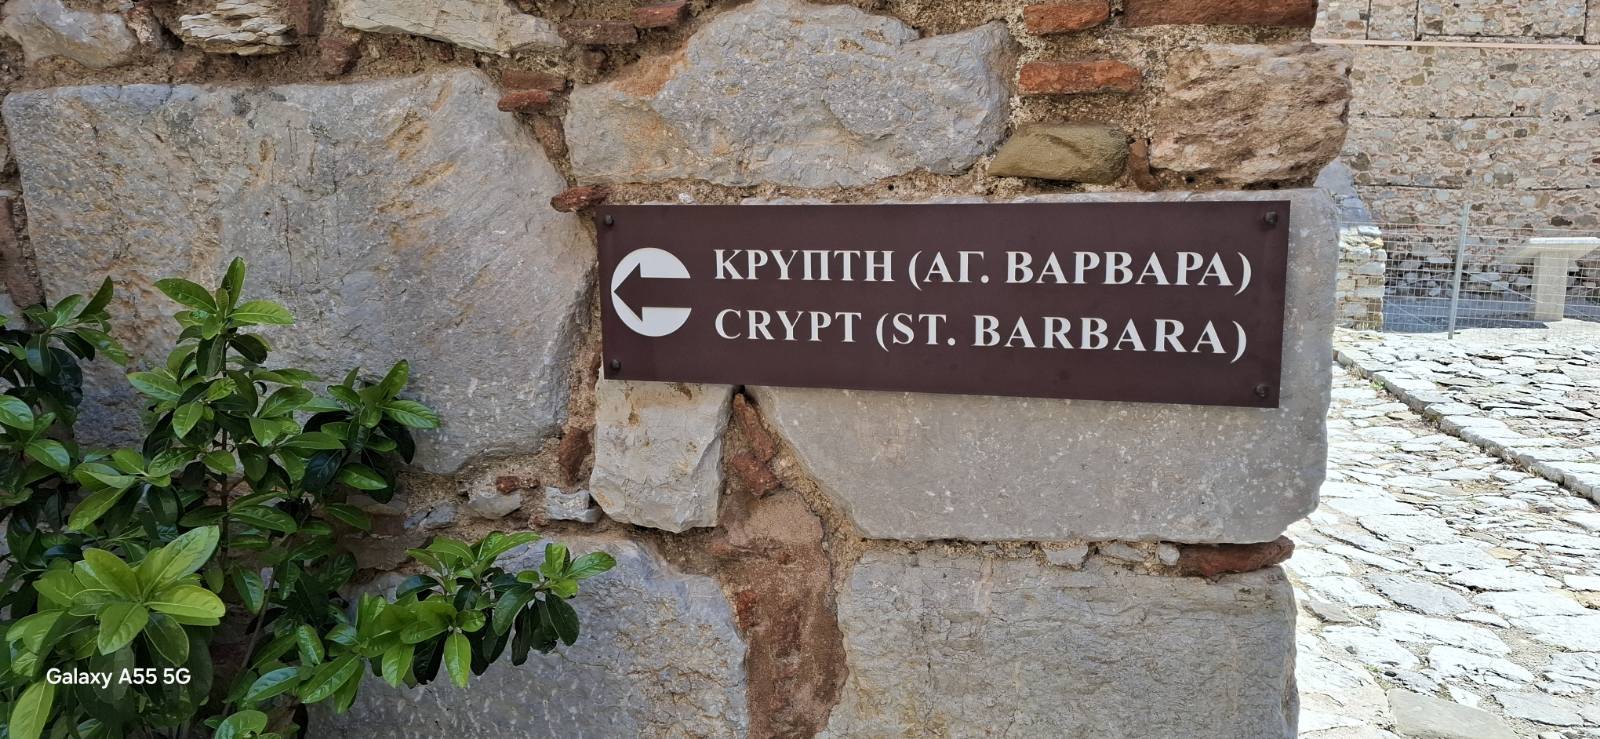 ΚΡΥΠΤΗ (ΑΓ. ΒΑΡΒΑΡΑ)
CRYPT (ST. BARBARA)
Galaxy A55 5G